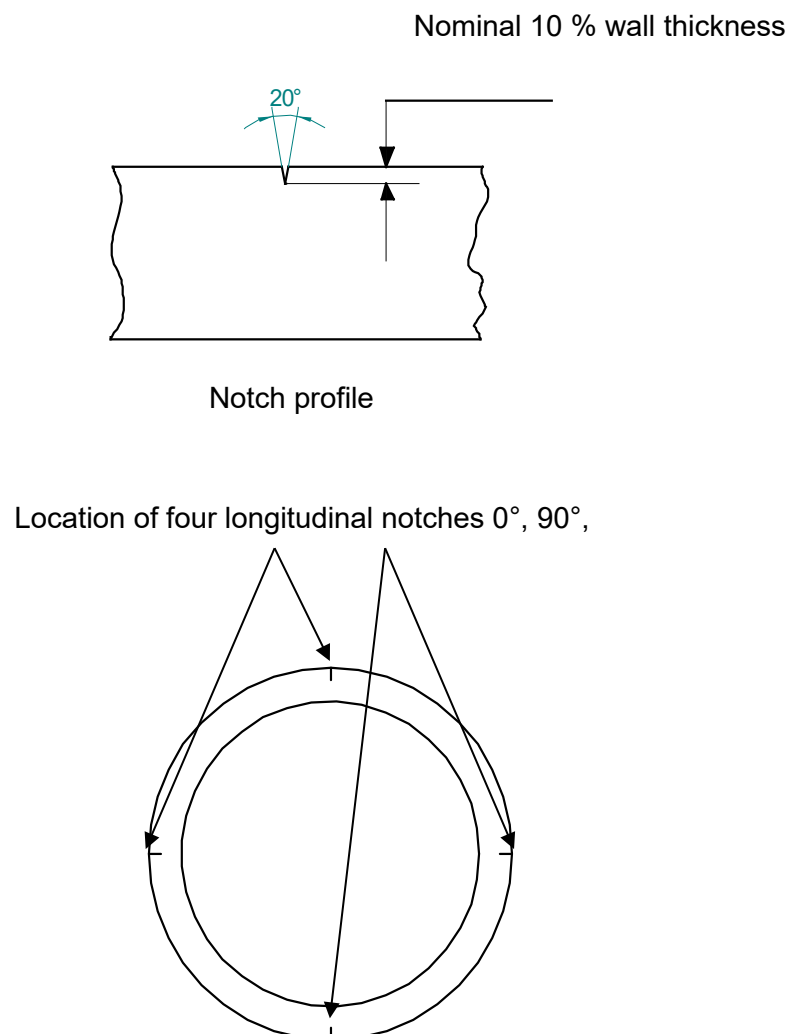 Nominal 10 % wall thickness
20°
Notch profile
Location of four longitudinal notches 0°, 90°,